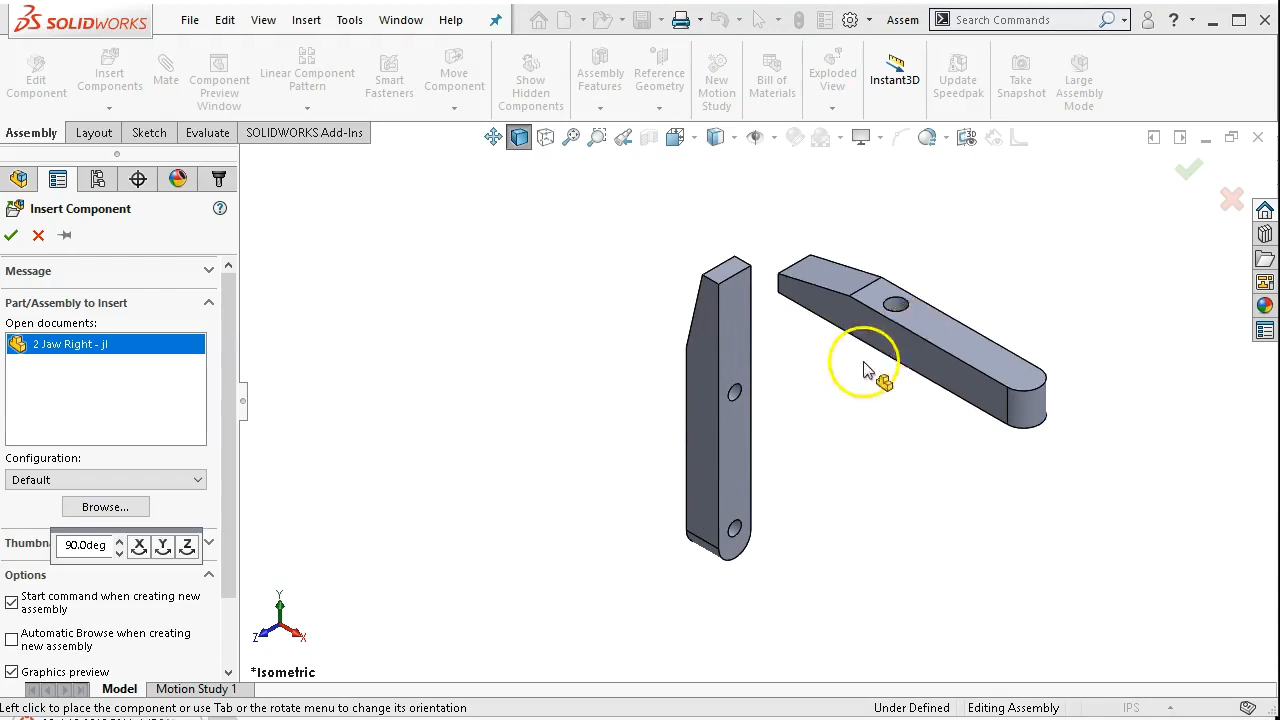 SOLIDWORKS
File Edit View Insert Tools Window Help
Assem
Search Commands
Edit Component
Insert Components
Mate
Component Preview Window
Linear Component Pattern
Smart Fasteners
Move Component
Show Hidden Components
Assembly Features
Reference Geometry
New Motion Study
Bill of Materials
Exploded View
Instant3D
Update Speedpak
Take Snapshot
Large Assembly Mode
Assembly Layout Sketch Evaluate SOLIDWORKS Add-Ins
Insert Component
Message
Part/Assembly to Insert
Open documents:
2 Jaw Right - jl
Configuration:
Default
Browse...
Thumbn
90.0deg X Y Z
Options
Start command when creating new
assembly
Automatic Browse when creating
new assembly
Graphics preview
Y
Z X
*Isometric
Model Motion Study 1
Left click to place the component or use Tab or the rotate menu to change its orientation
Under Defined Editing Assembly IPS